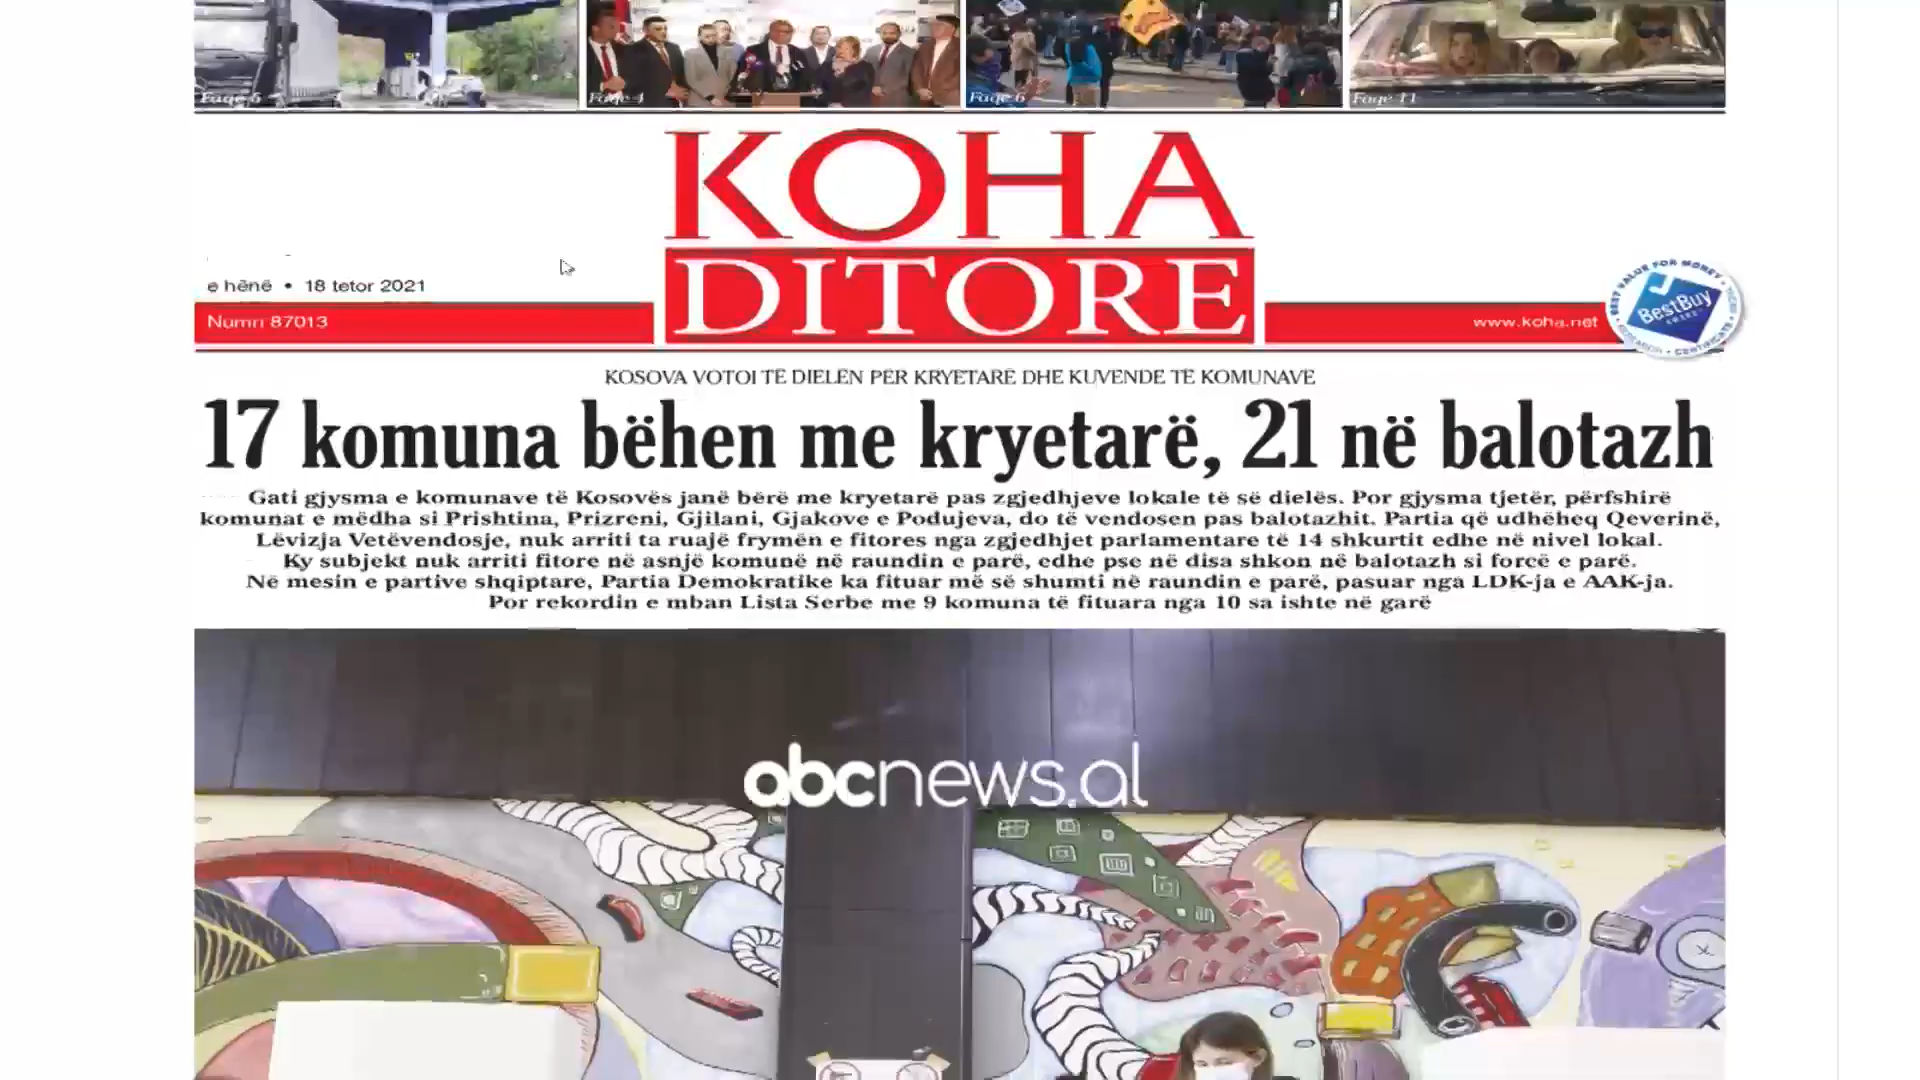 Faqe 5
Faqe 4
Faqe 6
Faqe 11
KOHA
DITORE
e hënë • 18 tetor 2021
Numri 87013
www.koha.net
BEST VALUE FOR MONEY
BestBuy
KOSOVA VOTOI TË DIELËN PËR KRYETARË DHE KUVENDE TË KOMUNAVE
17 komuna bëhen me kryetarë, 21 në balotazh
Gati gjysma e komunave të Kosovës janë bërë me kryetarë pas zgjedhjeve lokale të së dielës. Por gjysma tjetër, përfshirë
komunat e mëdha si Prishtina, Prizreni, Gjilani, Gjakove e Podujeva, do të vendosen pas balotazhit. Partia që udhëheq Qeverinë,
Lëvizja Vetëvendosje, nuk arriti ta ruajë frymën e fitores nga zgjedhjet parlamentare të 14 shkurtit edhe në nivel lokal.
Ky subjekt nuk arriti fitore në asnjë komunë në raundin e parë, edhe pse në disa shkon në balotazh si forcë e parë.
Në mesin e partive shqiptare, Partia Demokratike ka fituar më së shumti në raundin e parë, pasuar nga LDK-ja e AAK-ja.
Por rekordin e mban Lista Serbe me 9 komuna të fituara nga 10 sa ishte në garë
abcnews.al